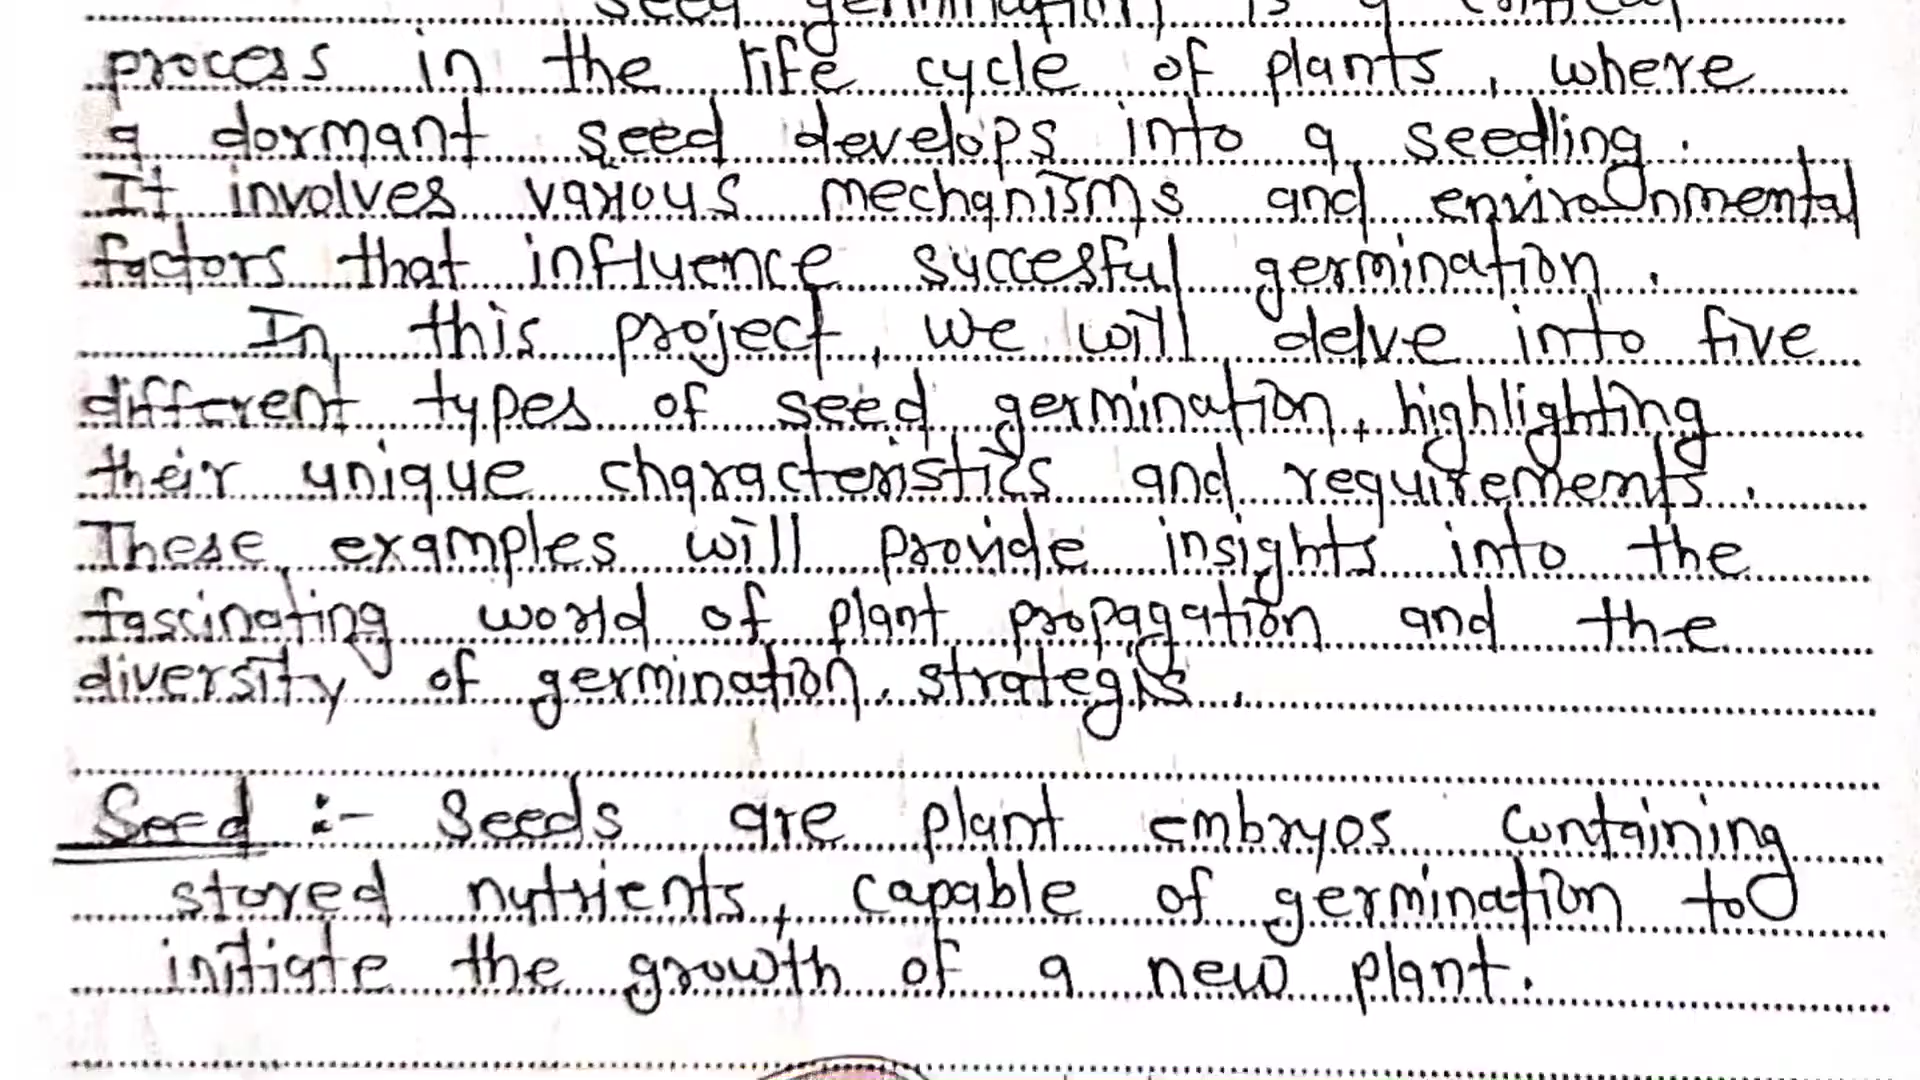 Seed germination is a critical
process in the life cycle of plants, where
a dormant seed develops into a seedling.
It involves various mechanisms and environmental
factors that influence succesful germination.
In this project, we will delve into five
different types of seed germination, highlighting
their unique characteristics and requirements.
These examples will provide insights into the
fascinating world of plant propagation and the
diversity of germination strategis.
Seed :- Seeds are plant embryos containing
stored nutrients, capable of germination to
initiate the growth of a new plant.